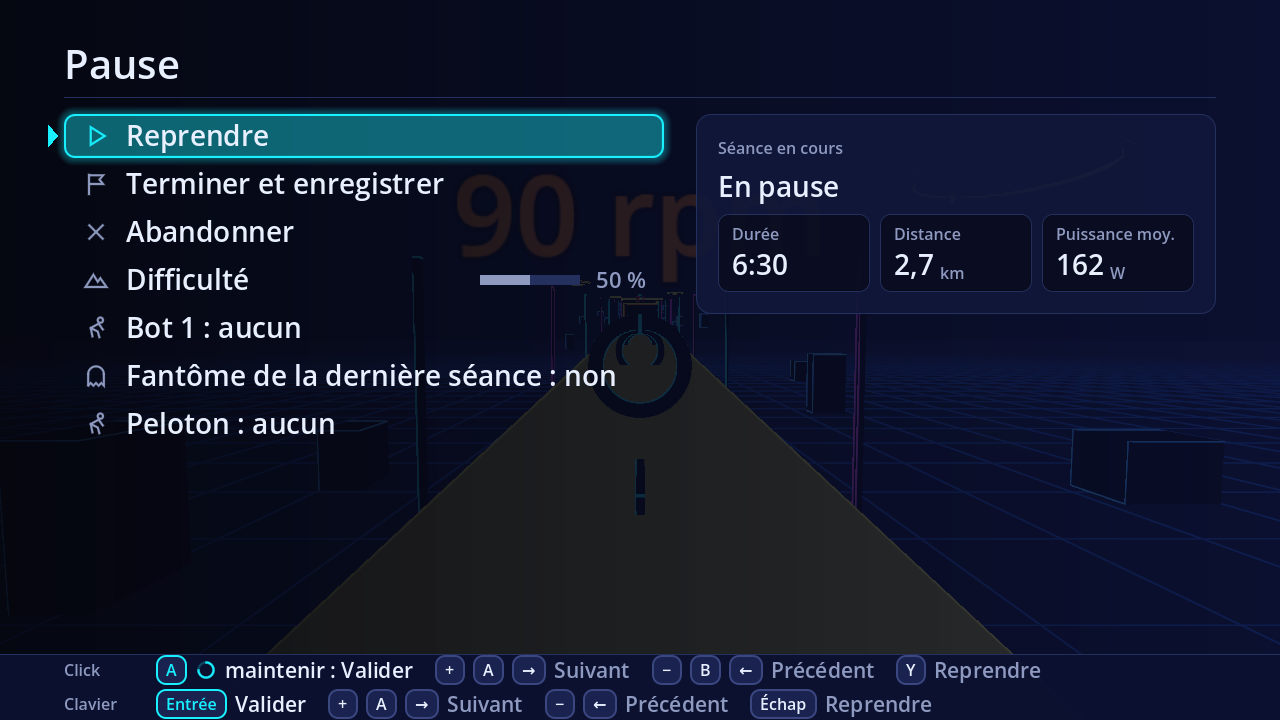 Pause
Reprendre
Terminer et enregistrer
Abandonner
Difficulté 50 %
Bot 1 : aucun
Fantôme de la dernière séance : non
Peloton : aucun
90 rp
Séance en cours
En pause
Durée
6:30
Distance
2,7 km
Puissance moy.
162 W
Click A maintenir : Valider + A → Suivant − B ← Précédent Y Reprendre
Clavier Entrée Valider + A → Suivant − ← Précédent Échap Reprendre